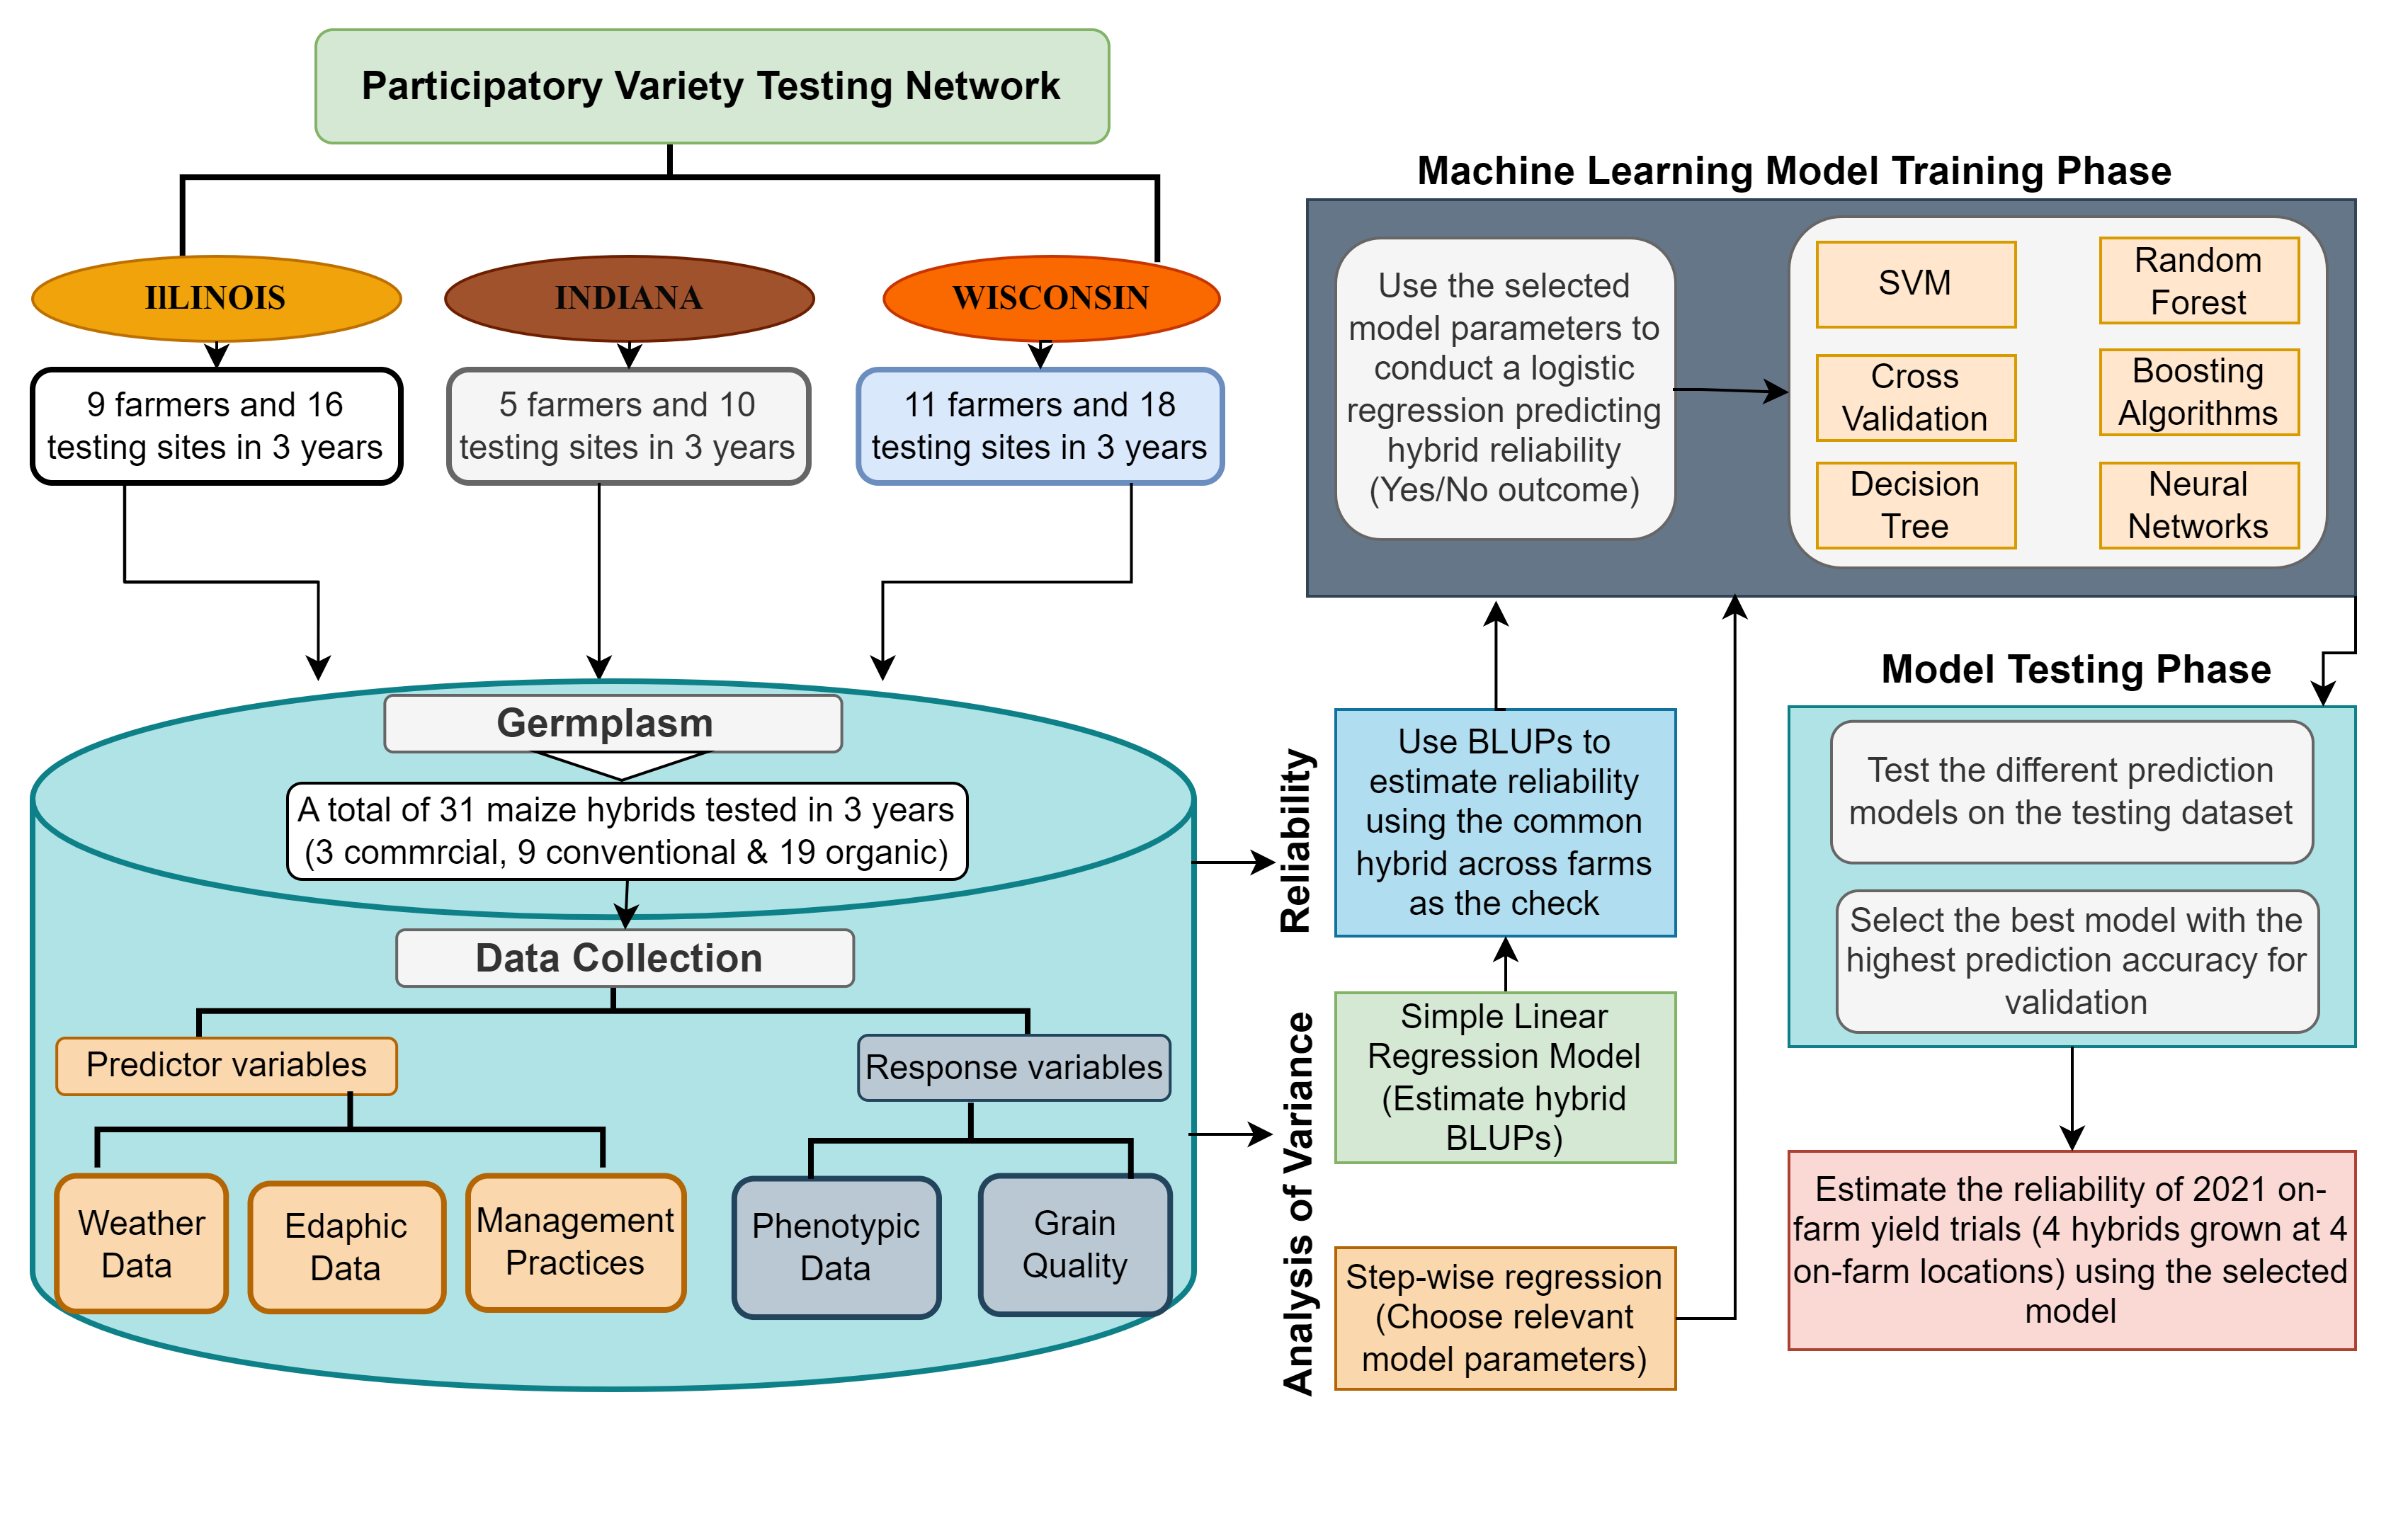 Participatory Variety Testing Network
IlLINOIS
INDIANA
WISCONSIN
9 farmers and 16
testing sites in 3 years
5 farmers and 10
testing sites in 3 years
11 farmers and 18
testing sites in 3 years
Germplasm
A total of 31 maize hybrids tested in 3 years
(3 commrcial, 9 conventional & 19 organic)
Data Collection
Predictor variables
Response variables
Weather
Data
Edaphic
Data
Management
Practices
Phenotypic
Data
Grain
Quality
Reliability
Analysis of Variance
Use BLUPs to
estimate reliability
using the common
hybrid across farms
as the check
Simple Linear
Regression Model
(Estimate hybrid
BLUPs)
Step-wise regression
(Choose relevant
model parameters)
Machine Learning Model Training Phase
Use the selected
model parameters to
conduct a logistic
regression predicting
hybrid reliability
(Yes/No outcome)
SVM
Random
Forest
Cross
Validation
Boosting
Algorithms
Decision
Tree
Neural
Networks
Model Testing Phase
Test the different prediction
models on the testing dataset
Select the best model with the
highest prediction accuracy for
validation
Estimate the reliability of 2021 on-
farm yield trials (4 hybrids grown at 4
on-farm locations) using the selected
model